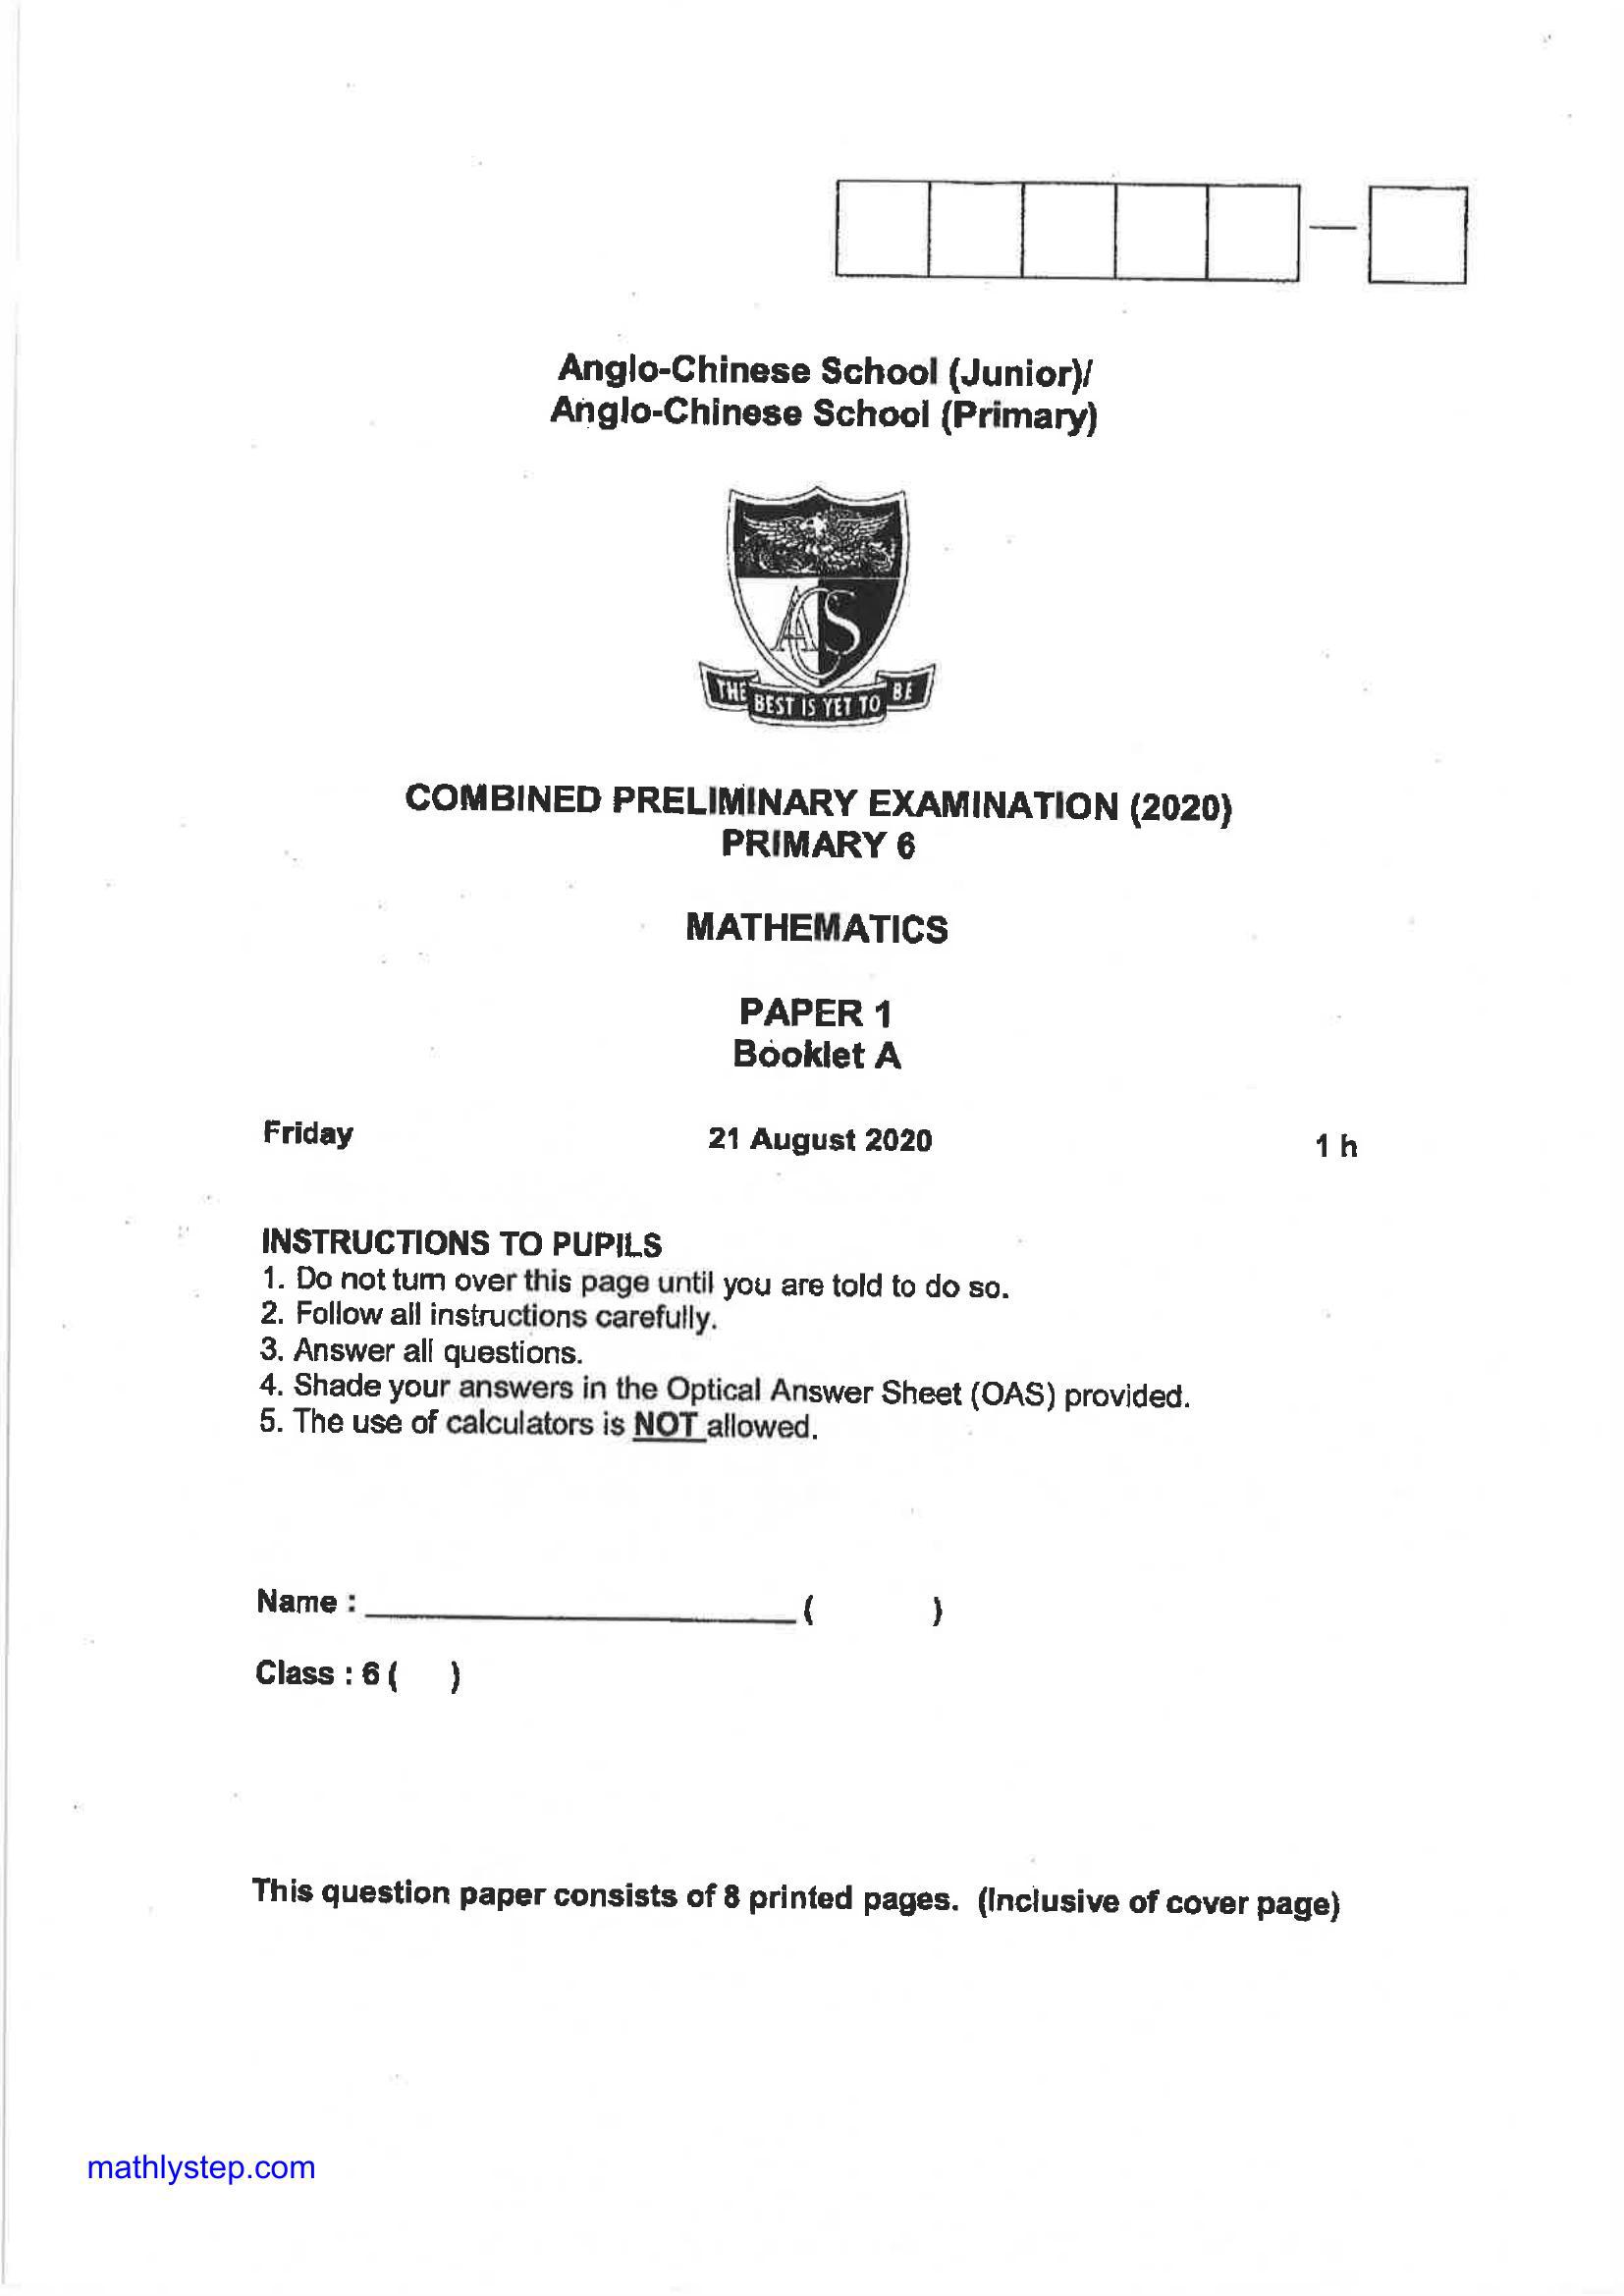 Anglo-Chinese School (Junior)/
Anglo-Chinese School (Primary)
ACS
THE BEST IS YET TO BE
COMBINED PRELIMINARY EXAMINATION (2020)
PRIMARY 6
MATHEMATICS
PAPER 1
Booklet A
Friday 21 August 2020 1 h
INSTRUCTIONS TO PUPILS
1. Do not turn over this page until you are told to do so.
2. Follow all instructions carefully.
3. Answer all questions.
4. Shade your answers in the Optical Answer Sheet (OAS) provided.
5. The use of calculators is NOT allowed.
Name : ( )
Class : 6 ( )
This question paper consists of 8 printed pages. (Inclusive of cover page)
mathlystep.com